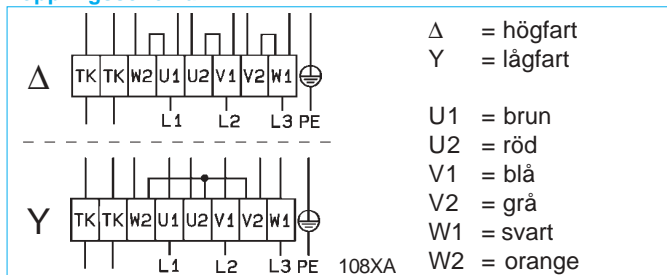 Δ = högfart
Y = lågfart
Δ TK TK W2 U1 U2 V1 V2 W1
L1 L2 L3 PE
U1 = brun
U2 = röd
V1 = blå
V2 = grå
W1 = svart
W2 = orange
Y TK TK W2 U1 U2 V1 V2 W1
L1 L2 L3 PE 108XA